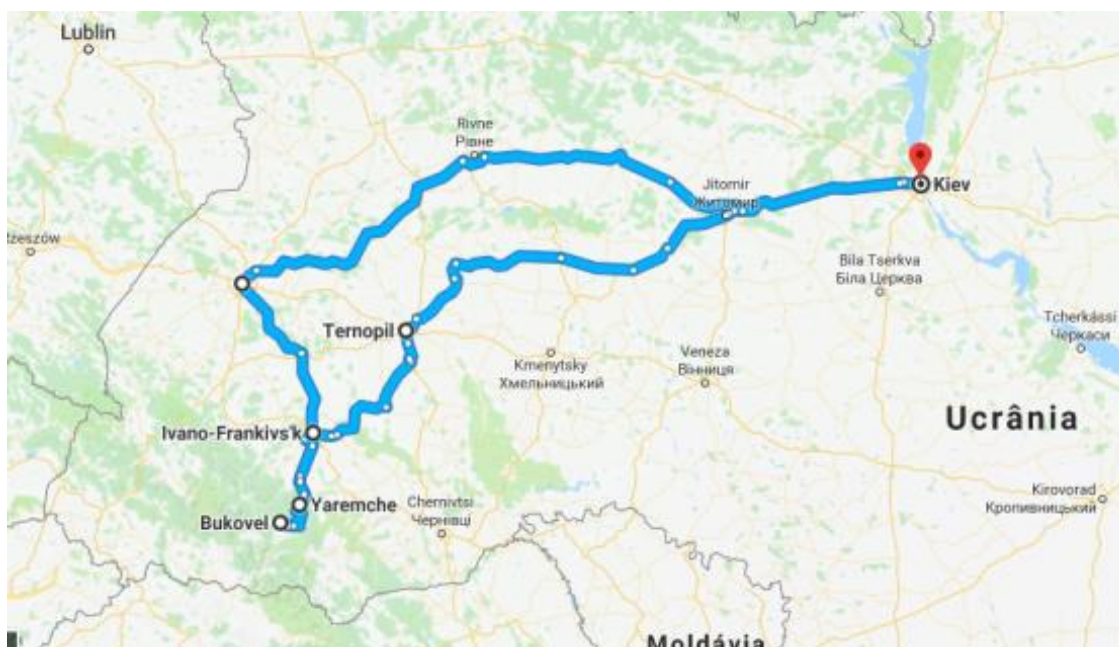 Lublin
Rivne
Рівне
Jitomir
Житомир
Kiev
Rzeszów
Bila Tserkva
Біла Церква
Ternopil
Tcherkássi
Черкаси
Kmenytsky
Хмельницький
Veneza
Вінниця
Ivano-Frankivs'k
Ucrânia
Yaremche
Chernivtsi
Чернівці
Kirovorad
Кропивницький
Bukovel
Moldávia